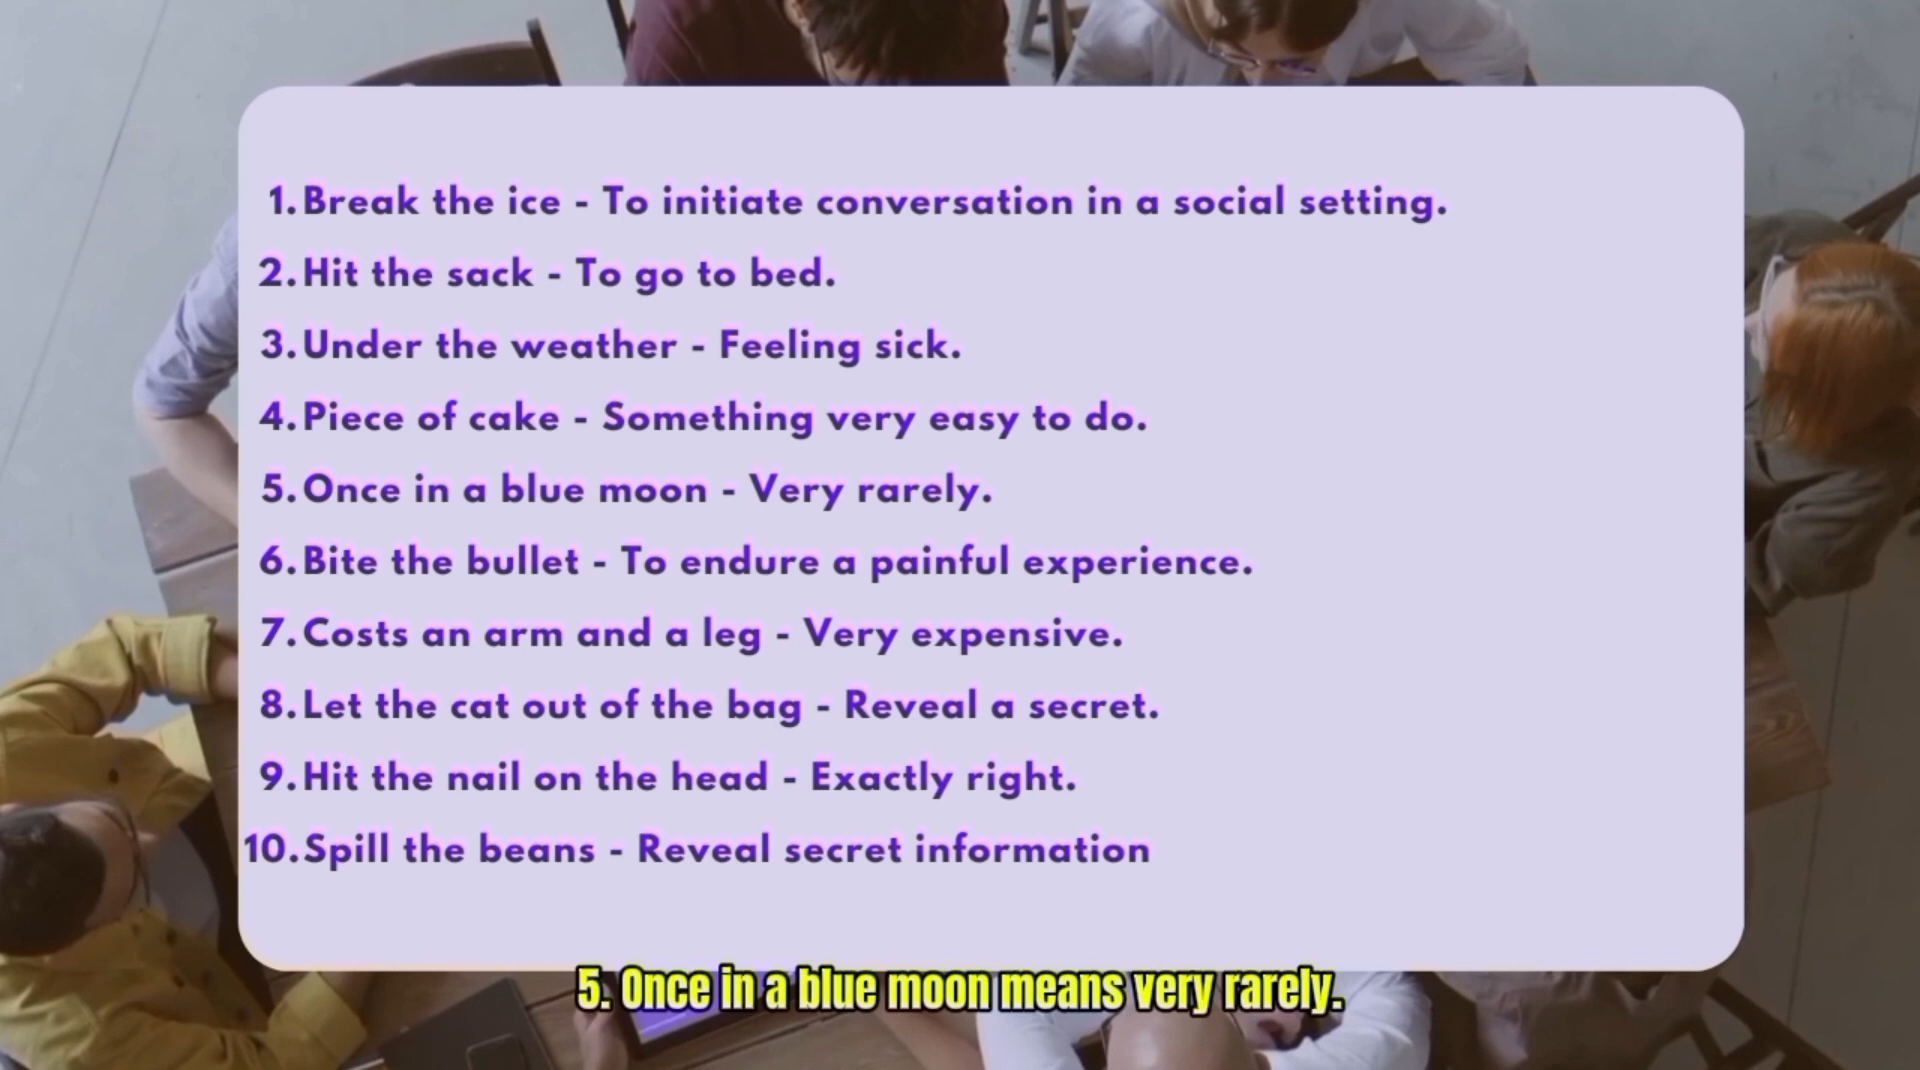 1. Break the ice - To initiate conversation in a social setting.
2. Hit the sack - To go to bed.
3. Under the weather - Feeling sick.
4. Piece of cake - Something very easy to do.
5. Once in a blue moon - Very rarely.
6. Bite the bullet - To endure a painful experience.
7. Costs an arm and a leg - Very expensive.
8. Let the cat out of the bag - Reveal a secret.
9. Hit the nail on the head - Exactly right.
10. Spill the beans - Reveal secret information
5. Once in a blue moon means very rarely.